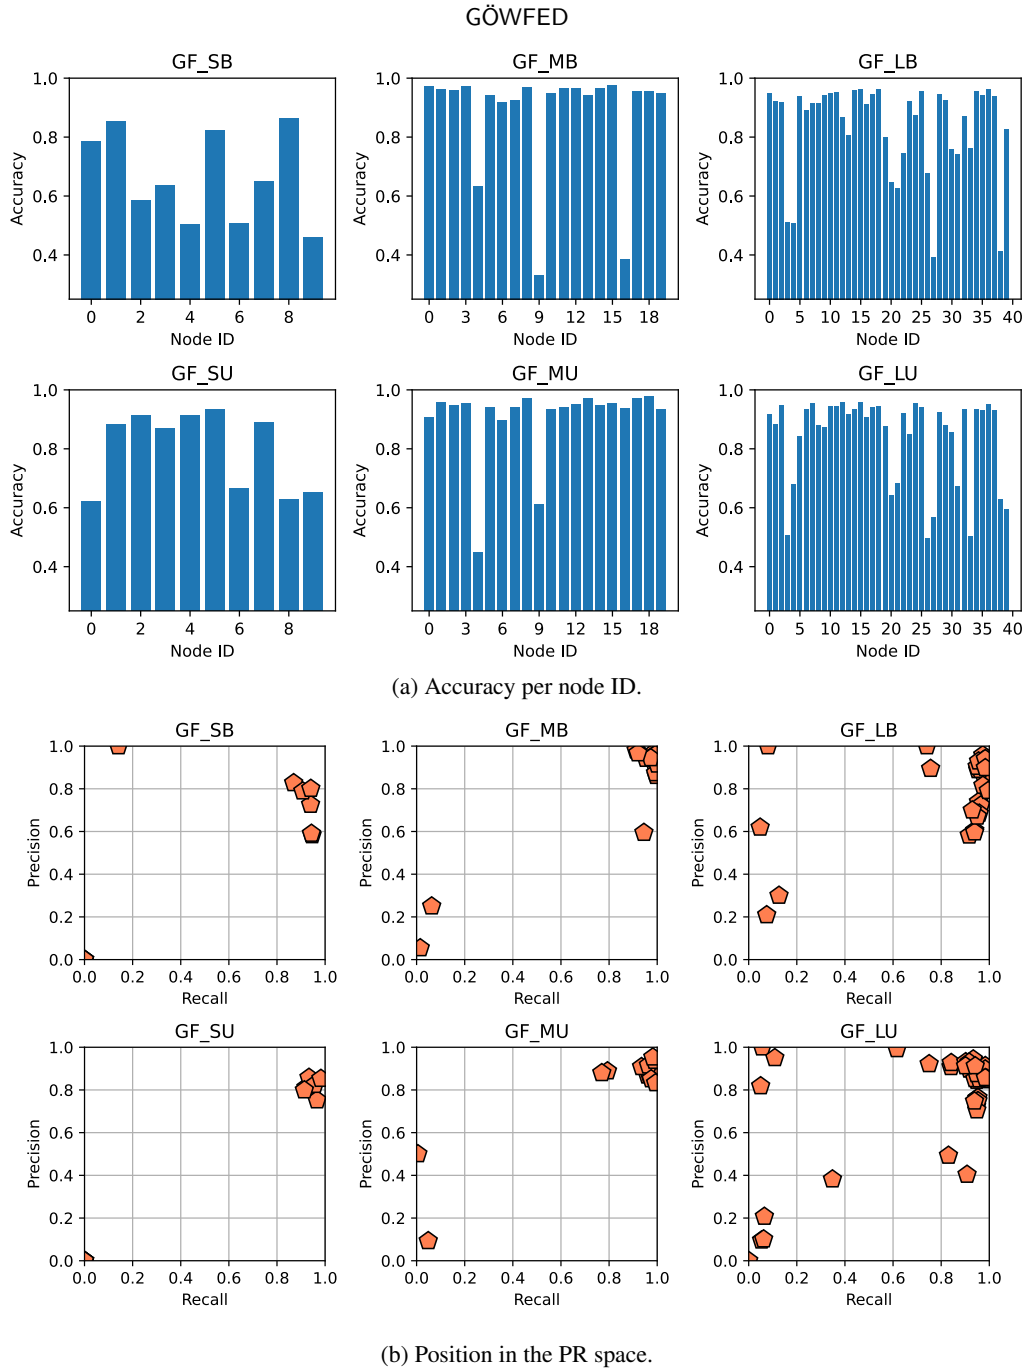 GÖWFED
GF_SB GF_MB GF_LB
1.0 1.0 1.0
0.8 0.8 0.8
0.6 0.6 0.6
0.4 0.4 0.4
Accuracy Accuracy Accuracy
0 2 4 6 8 0 3 6 9 12 15 18 0 5 10 15 20 25 30 35 40
Node ID Node ID Node ID
GF_SU GF_MU GF_LU
1.0 1.0 1.0
0.8 0.8 0.8
0.6 0.6 0.6
0.4 0.4 0.4
Accuracy Accuracy Accuracy
0 2 4 6 8 0 3 6 9 12 15 18 0 5 10 15 20 25 30 35 40
Node ID Node ID Node ID
(a) Accuracy per node ID.
GF_SB GF_MB GF_LB
1.0 1.0 1.0
0.8 0.8 0.8
0.6 0.6 0.6
0.4 0.4 0.4
0.2 0.2 0.2
0.0 0.0 0.0
Precision Precision Precision
0.0 0.2 0.4 0.6 0.8 1.0 0.0 0.2 0.4 0.6 0.8 1.0 0.0 0.2 0.4 0.6 0.8 1.0
Recall Recall Recall
GF_SU GF_MU GF_LU
1.0 1.0 1.0
0.8 0.8 0.8
0.6 0.6 0.6
0.4 0.4 0.4
0.2 0.2 0.2
0.0 0.0 0.0
Precision Precision Precision
0.0 0.2 0.4 0.6 0.8 1.0 0.0 0.2 0.4 0.6 0.8 1.0 0.0 0.2 0.4 0.6 0.8 1.0
Recall Recall Recall
(b) Position in the PR space.